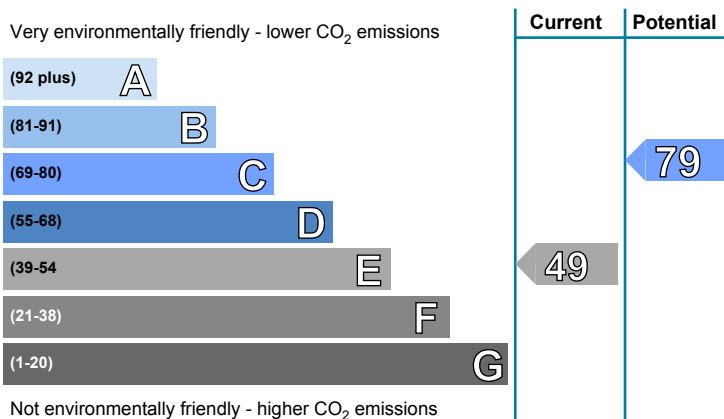 Current Potential
Very environmentally friendly - lower CO2 emissions
(92 plus) A
(81-91) B
(69-80) C 79
(55-68) D
(39-54 E 49
(21-38) F
(1-20) G
Not environmentally friendly - higher CO2 emissions